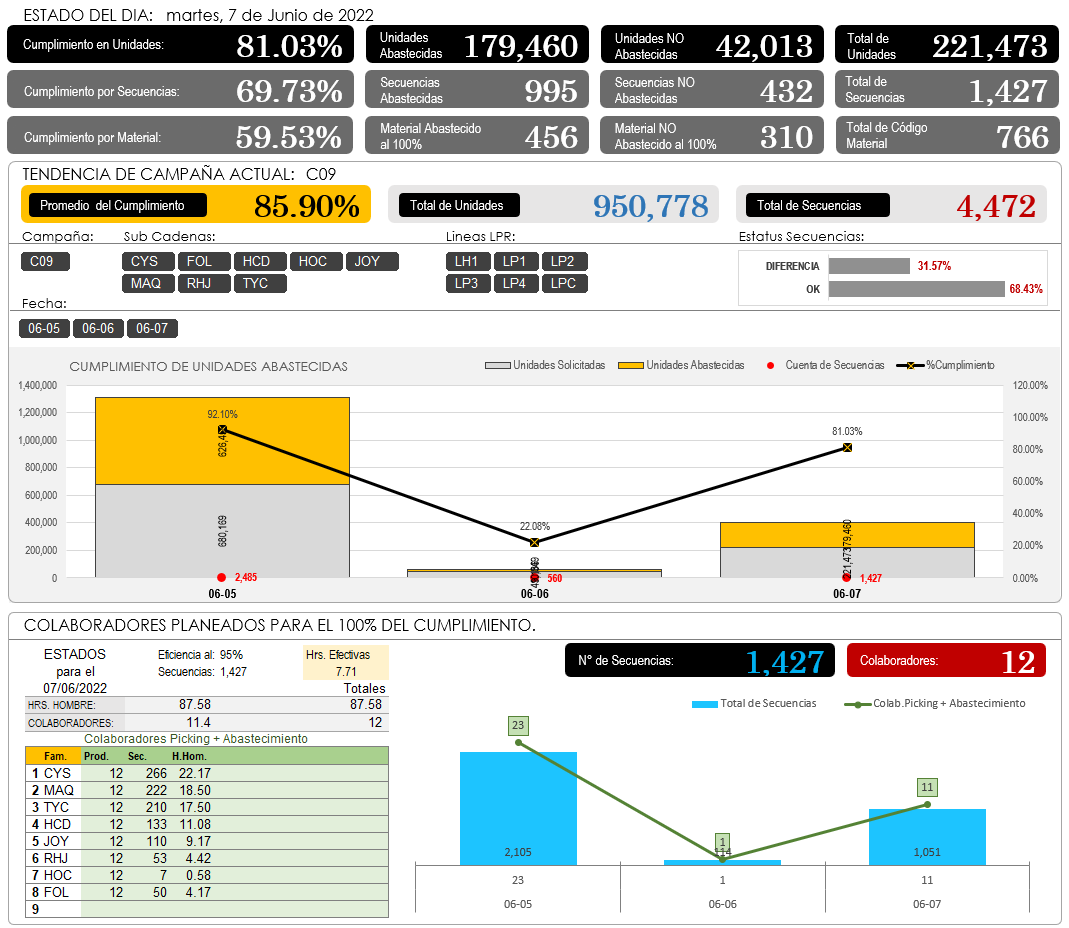 ESTADO DEL DIA: martes, 7 de Junio de 2022
Cumplimiento en Unidades: 81.03%
Unidades Abastecidas 179,460
Unidades NO Abastecidas 42,013
Total de Unidades 221,473
Cumplimiento por Secuencias: 69.73%
Secuencias Abastecidas 995
Secuencias NO Abastecidas 432
Total de Secuencias 1,427
Cumplimiento por Material: 59.53%
Material Abastecido al 100% 456
Material NO Abastecido al 100% 310
Total de Código Material 766
TENDENCIA DE CAMPAÑA ACTUAL: C09
Promedio del Cumplimiento 85.90%
Total de Unidades 950,778
Total de Secuencias 4,472
Campaña:
C09
Sub Cadenas:
CYS FOL HCD HOC JOY
MAQ RHJ TYC
Lineas LPR:
LH1 LP1 LP2
LP3 LP4 LPC
Estatus Secuencias:
DIFERENCIA 31.57%
OK 68.43%
Fecha:
06-05 06-06 06-07
CUMPLIMIENTO DE UNIDADES ABASTECIDAS
Unidades Solicitadas Unidades Abastecidas Cuenta de Secuencias %Cumplimiento
1,400,000
1,200,000
1,000,000
800,000
600,000
400,000
200,000
0
120.00%
100.00%
80.00%
60.00%
40.00%
20.00%
0.00%
92.10%
22.08%
81.03%
680,169
221,473
2,485
560
1,427
06-05 06-06 06-07
COLABORADORES PLANEADOS PARA EL 100% DEL CUMPLIMIENTO.
ESTADOS
para el
07/06/2022
Eficiencia al: 95%
Secuencias: 1,427
Hrs. Efectivas
7.71
Totales
HRS. HOMBRE: 87.58 87.58
COLABORADORES: 11.4 12
Colaboradores Picking + Abastecimiento
Fam. Prod. Sec. H.Hom.
1 CYS 12 266 22.17
2 MAQ 12 222 18.50
3 TYC 12 210 17.50
4 HCD 12 133 11.08
5 JOY 12 110 9.17
6 RHJ 12 53 4.42
7 HOC 12 7 0.58
8 FOL 12 50 4.17
9
N° de Secuencias: 1,427
Colaboradores: 12
Total de Secuencias Colab.Picking + Abastecimiento
23
1
11
2,105
114
1,051
23 1 11
06-05 06-06 06-07